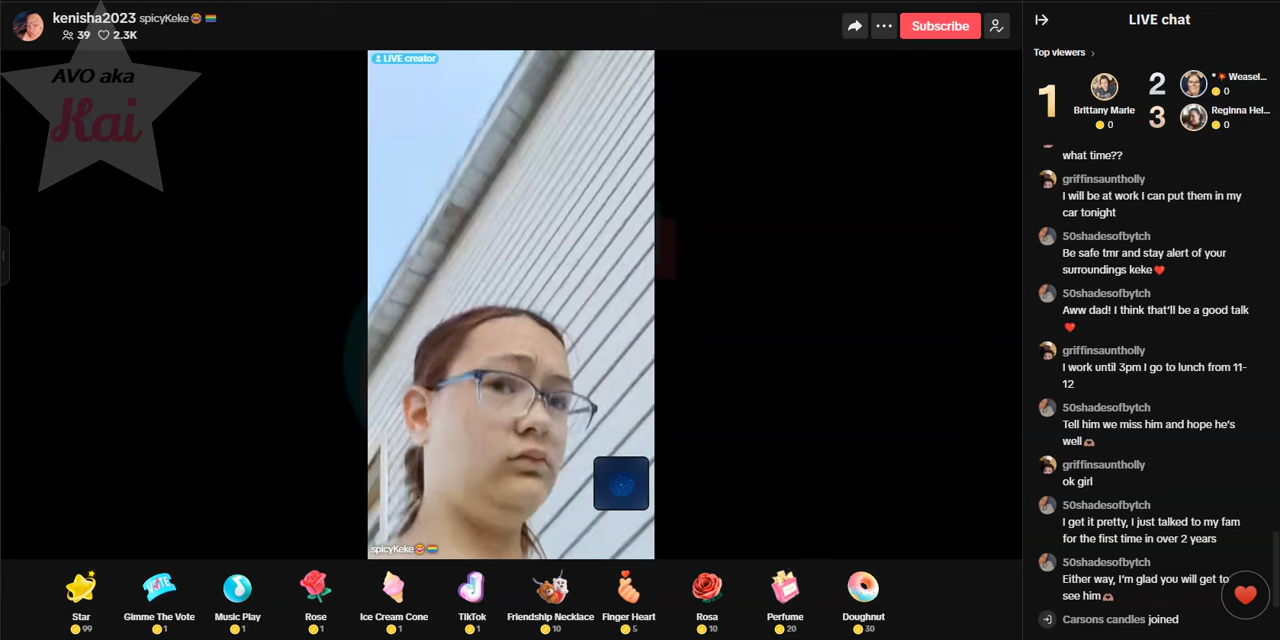 kenisha2023 spicyKeke
39 2.3K
Subscribe
LIVE chat
AVO aka
Kai
LIVE creator
spicyKeke
Top viewers
1
Brittany Marie
0
2
Weasel...
0
3
Reginna Hel...
0
what time??
griffinsauntholly
I will be at work I can put them in my
car tonight
50shadesofbytch
Be safe tmr and stay alert of your
surroundings keke❤️
50shadesofbytch
Aww dad! I think that'll be a good talk
❤️
griffinsauntholly
I work until 3pm I go to lunch from 11-
12
50shadesofbytch
Tell him we miss him and hope he's
well🫶🏽
griffinsauntholly
ok girl
50shadesofbytch
I get it pretty, I just talked to my fam
for the first time in over 2 years
50shadesofbytch
Either way, I'm glad you will get to
see him🫶🏽
Carsons candles joined
Star
99
Gimme The Vote
1
Music Play
1
Rose
1
Ice Cream Cone
1
TikTok
1
Friendship Necklace
10
Finger Heart
5
Rosa
10
Perfume
20
Doughnut
30